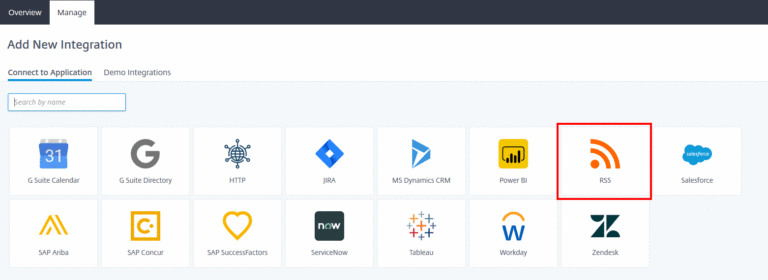 Overview Manage
Add New Integration
Connect to Application Demo Integrations
Search by name
31
G Suite Calendar G Suite Directory HTTP JIRA MS Dynamics CRM Power BI RSS Salesforce
salesforce
now
SAP Ariba SAP Concur SAP SuccessFactors ServiceNow Tableau Workday Zendesk